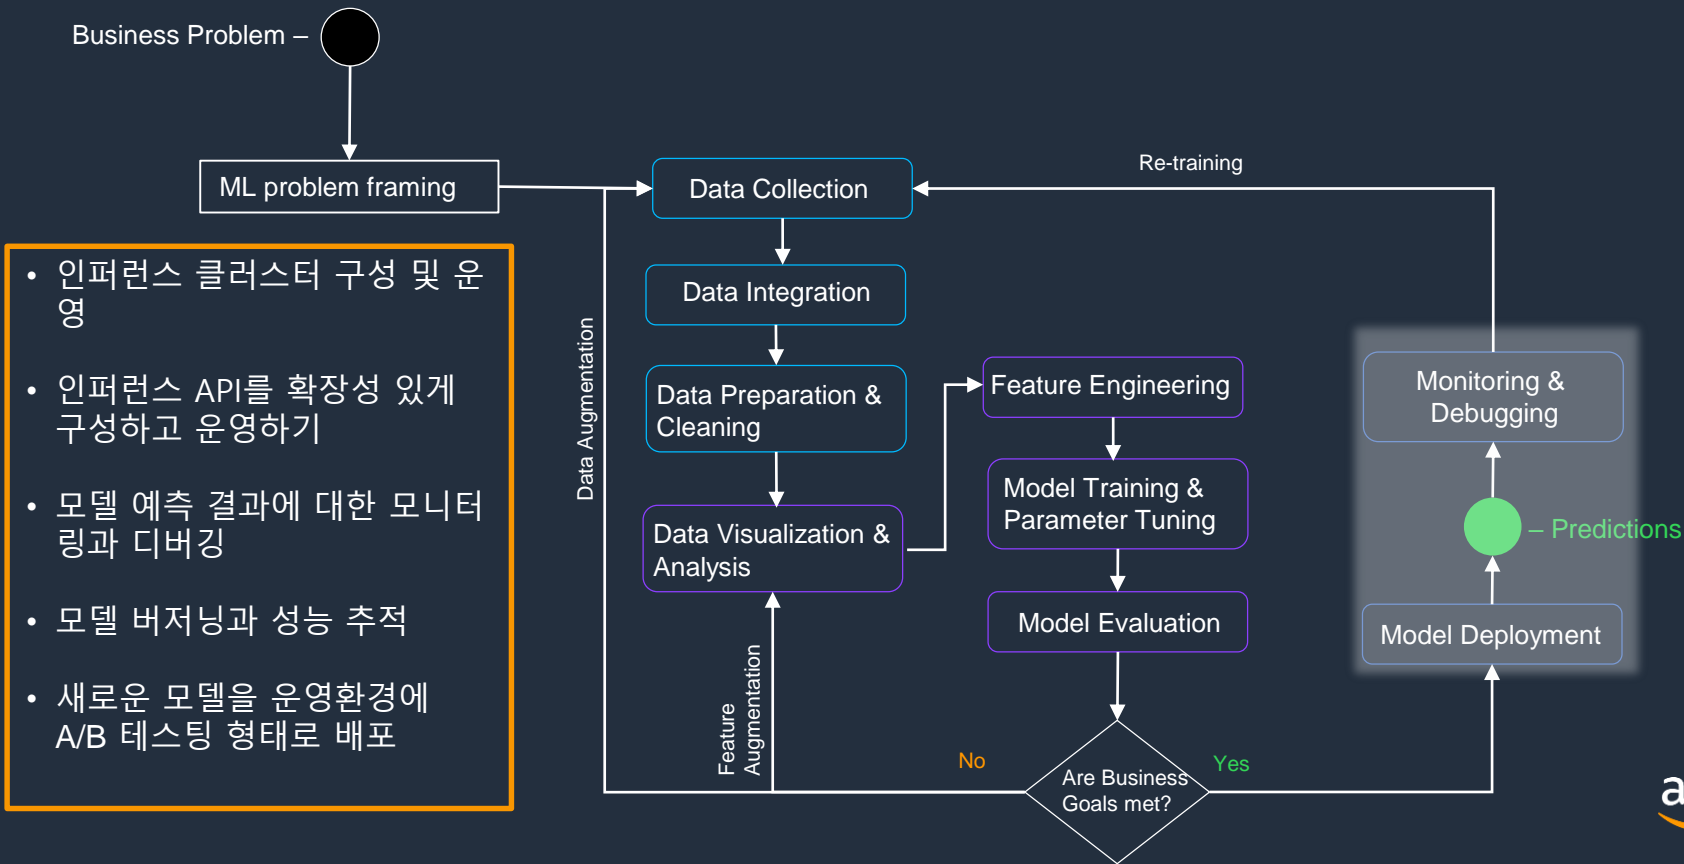 Business Problem –
ML problem framing
• 인퍼런스 클러스터 구성 및 운
영
• 인퍼런스 API를 확장성 있게
구성하고 운영하기
• 모델 예측 결과에 대한 모니터
링과 디버깅
• 모델 버저닝과 성능 추적
• 새로운 모델을 운영환경에
A/B 테스팅 형태로 배포
Data Collection
Data Integration
Data Preparation &
Cleaning
Data Visualization &
Analysis
Data Augmentation
Feature
Augmentation
Feature Engineering
Model Training &
Parameter Tuning
Model Evaluation
Are Business
Goals met?
No
Yes
Model Deployment
– Predictions
Monitoring &
Debugging
Re-training